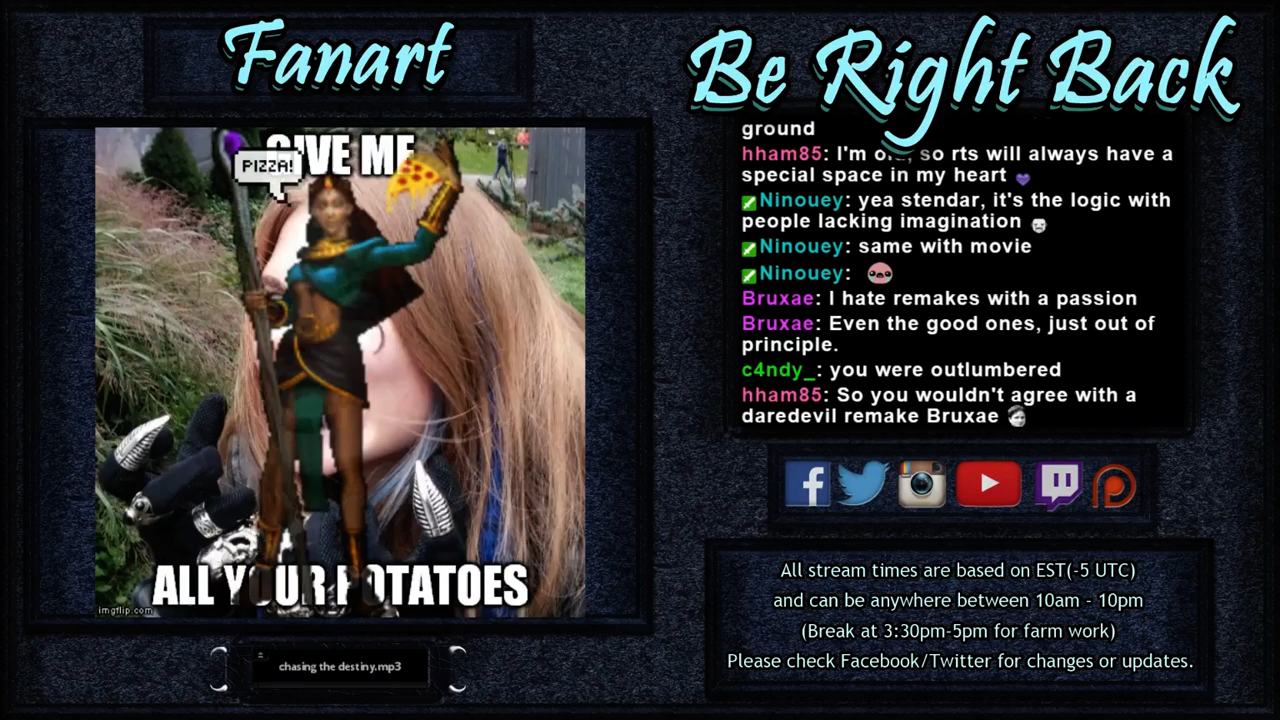 Fanart
Be Right Back
GIVE ME
PIZZA!
ALL YOUR POTATOES
imgflip.com
chasing the destiny.mp3
ground
hham85: I'm old, so rts will always have a
special space in my heart
Ninouey: yea stendar, it's the logic with
people lacking imagination
Ninouey: same with movie
Ninouey:
Bruxae: I hate remakes with a passion
Bruxae: Even the good ones, just out of
principle.
c4ndy_: you were outlumbered
hham85: So you wouldn't agree with a
daredevil remake Bruxae
All stream times are based on EST(-5 UTC)
and can be anywhere between 10am - 10pm
(Break at 3:30pm-5pm for farm work)
Please check Facebook/Twitter for changes or updates.